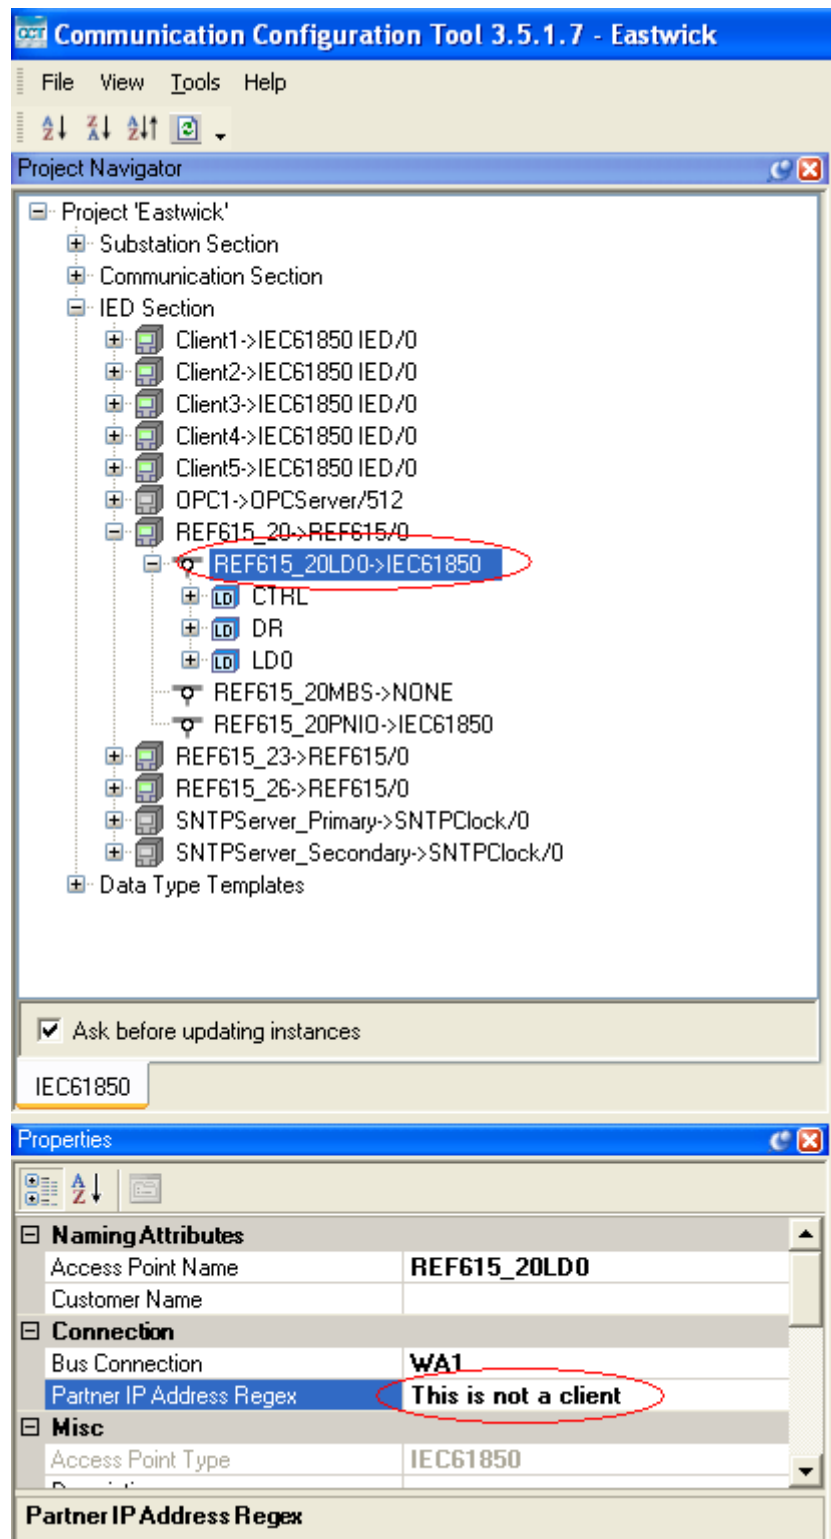 Communication Configuration Tool 3.5.1.7 - Eastwick
File View Tools Help
Project Navigator
Project 'Eastwick'
Substation Section
Communication Section
IED Section
Client1->IEC61850 IED/0
Client2->IEC61850 IED/0
Client3->IEC61850 IED/0
Client4->IEC61850 IED/0
Client5->IEC61850 IED/0
OPC1->OPCServer/512
REF615_20->REF615/0
REF615_20LD0->IEC61850
LD CTRL
LD DR
LD LD0
REF615_20MBS->NONE
REF615_20PNIO->IEC61850
REF615_23->REF615/0
REF615_26->REF615/0
SNTPServer_Primary->SNTPClock/0
SNTPServer_Secondary->SNTPClock/0
Data Type Templates
Ask before updating instances
IEC61850
Properties
Naming Attributes
Access Point Name REF615_20LD0
Customer Name
Connection
Bus Connection WA1
Partner IP Address Regex This is not a client
Misc
Access Point Type IEC61850
Partner IP Address Regex